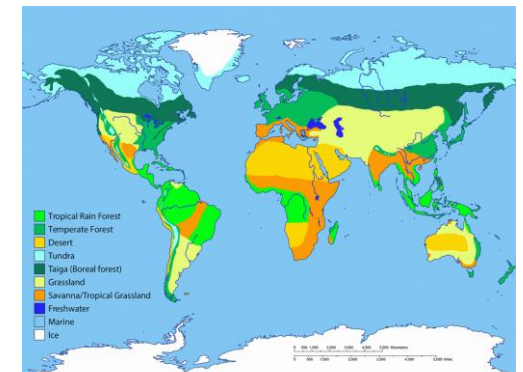 Tropical Rain Forest
Temperate Forest
Desert
Tundra
Taiga (Boreal forest)
Grassland
Savanna/Tropical Grassland
Freshwater
Marine
Ice